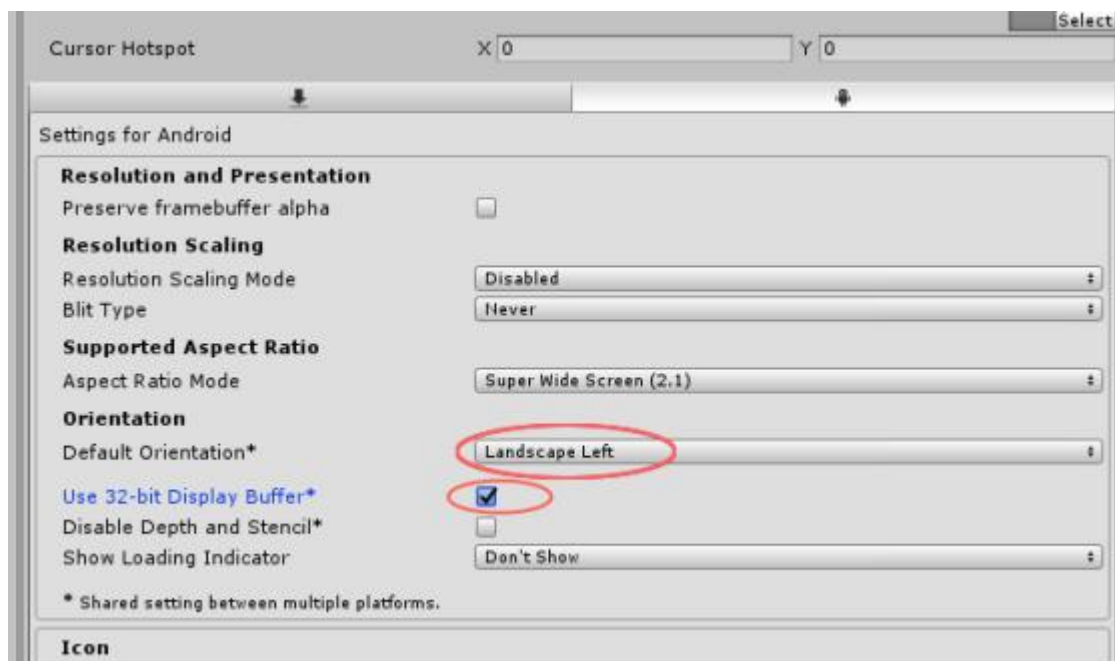 Select
Cursor Hotspot X 0 Y 0
Settings for Android
Resolution and Presentation
Preserve framebuffer alpha
Resolution Scaling
Resolution Scaling Mode Disabled
Blit Type Never
Supported Aspect Ratio
Aspect Ratio Mode Super Wide Screen (2.1)
Orientation
Default Orientation* Landscape Left
Use 32-bit Display Buffer*
Disable Depth and Stencil*
Show Loading Indicator Don't Show
* Shared setting between multiple platforms.
Icon